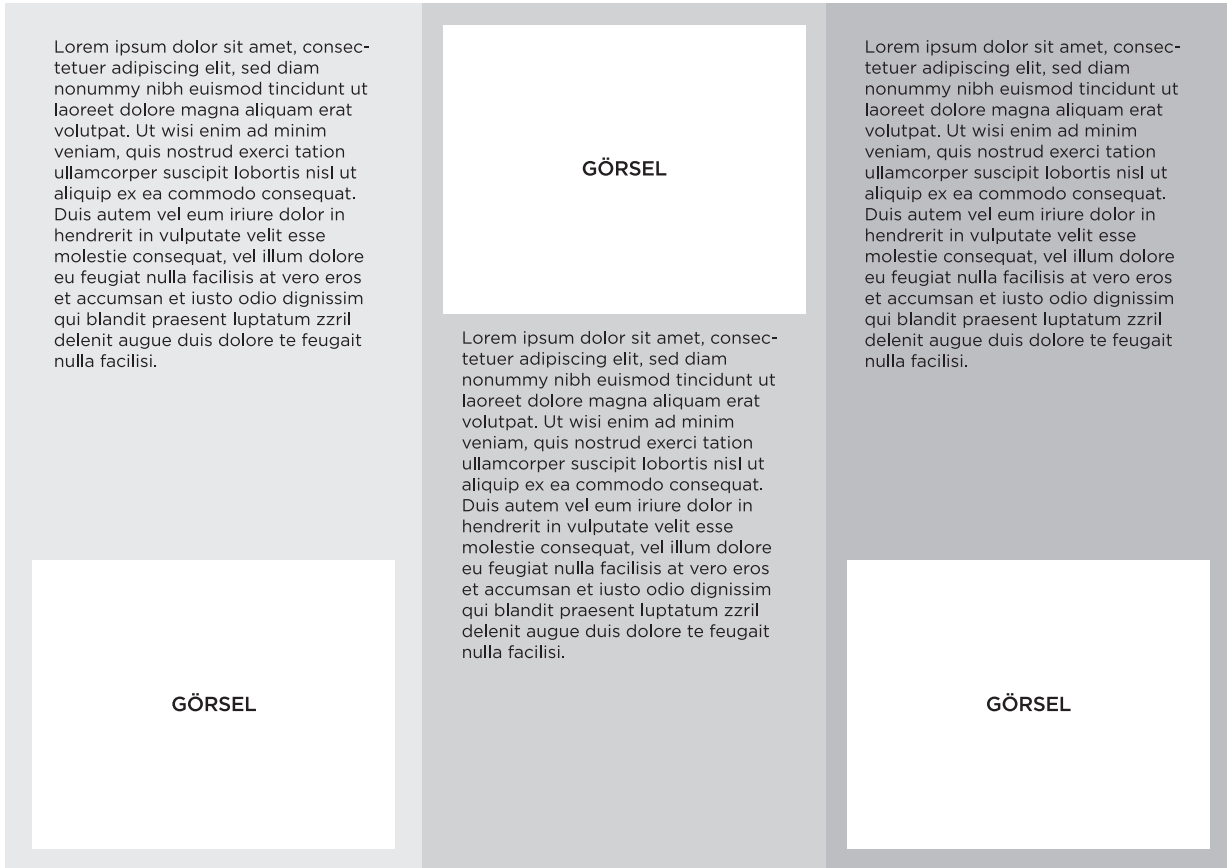 Lorem ipsum dolor sit amet, consec-
tetuer adipiscing elit, sed diam
nonummy nibh euismod tincidunt ut
laoreet dolore magna aliquam erat
volutpat. Ut wisi enim ad minim
veniam, quis nostrud exerci tation
ullamcorper suscipit lobortis nisl ut
aliquip ex ea commodo consequat.
Duis autem vel eum iriure dolor in
hendrerit in vulputate velit esse
molestie consequat, vel illum dolore
eu feugiat nulla facilisis at vero eros
et accumsan et iusto odio dignissim
qui blandit praesent luptatum zzril
delenit augue duis dolore te feugait
nulla facilisi.
GÖRSEL
GÖRSEL
Lorem ipsum dolor sit amet, consec-
tetuer adipiscing elit, sed diam
nonummy nibh euismod tincidunt ut
laoreet dolore magna aliquam erat
volutpat. Ut wisi enim ad minim
veniam, quis nostrud exerci tation
ullamcorper suscipit lobortis nisl ut
aliquip ex ea commodo consequat.
Duis autem vel eum iriure dolor in
hendrerit in vulputate velit esse
molestie consequat, vel illum dolore
eu feugiat nulla facilisis at vero eros
et accumsan et iusto odio dignissim
qui blandit praesent luptatum zzril
delenit augue duis dolore te feugait
nulla facilisi.
Lorem ipsum dolor sit amet, consec-
tetuer adipiscing elit, sed diam
nonummy nibh euismod tincidunt ut
laoreet dolore magna aliquam erat
volutpat. Ut wisi enim ad minim
veniam, quis nostrud exerci tation
ullamcorper suscipit lobortis nisl ut
aliquip ex ea commodo consequat.
Duis autem vel eum iriure dolor in
hendrerit in vulputate velit esse
molestie consequat, vel illum dolore
eu feugiat nulla facilisis at vero eros
et accumsan et iusto odio dignissim
qui blandit praesent luptatum zzril
delenit augue duis dolore te feugait
nulla facilisi.
GÖRSEL